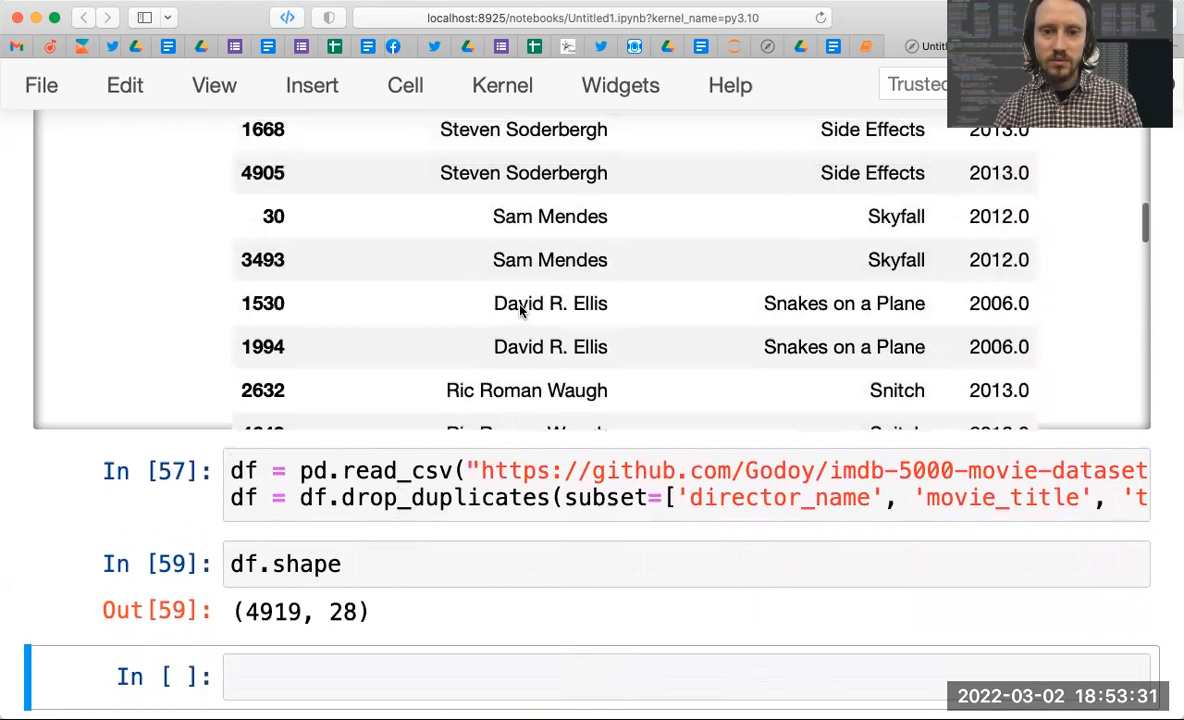 localhost:8925/notebooks/Untitled1.ipynb?kernel_name=py3.10
File Edit View Insert Cell Kernel Widgets Help Trusted
1668 Steven Soderbergh Side Effects 2013.0
4905 Steven Soderbergh Side Effects 2013.0
30 Sam Mendes Skyfall 2012.0
3493 Sam Mendes Skyfall 2012.0
1530 David R. Ellis Snakes on a Plane 2006.0
1994 David R. Ellis Snakes on a Plane 2006.0
2632 Ric Roman Waugh Snitch 2013.0
In [57]: df = pd.read_csv("https://github.com/Godoy/imdb-5000-movie-dataset
df = df.drop_duplicates(subset=['director_name', 'movie_title', 't
In [59]: df.shape
Out[59]: (4919, 28)
In [ ]:
2022-03-02 18:53:31